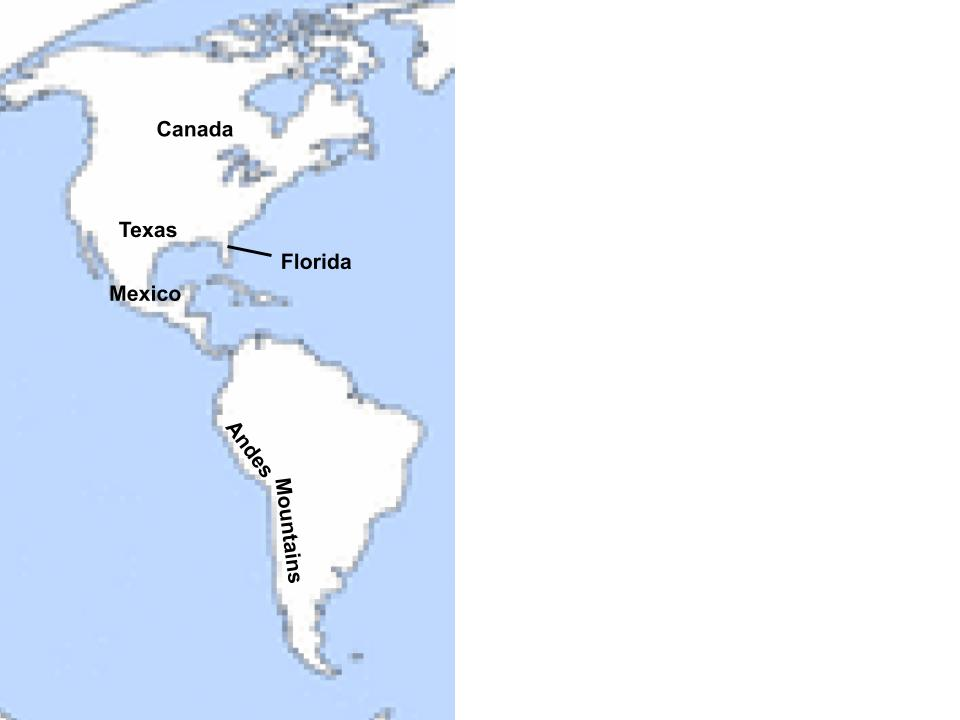 Canada
Texas
Florida
Mexico
Andes
Mountains